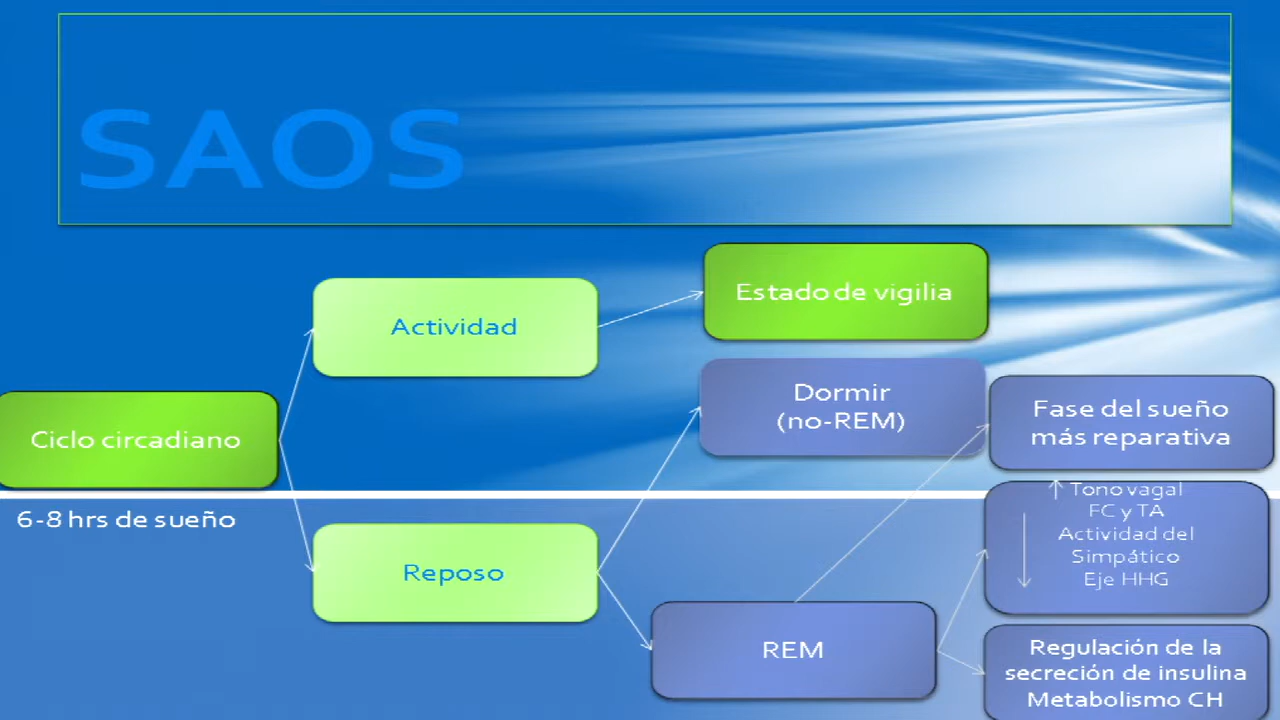 SAOS
Estado de vigilia
Actividad
Dormir
(no-REM)
Fase del sueño
más reparativa
Ciclo circadiano
↑ Tono vagal
FC y TA
Actividad del
Simpático
Eje HHG
6-8 hrs de sueño
Reposo
REM
Regulación de la
secreción de insulina
Metabolismo CH